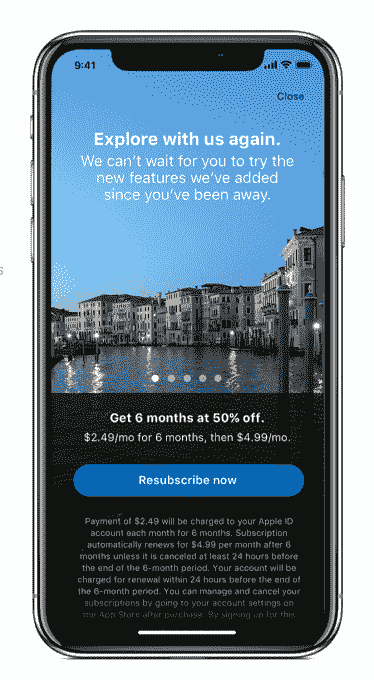 9:41
Close
Explore with us again.
We can't wait for you to try the
new features we've added
since you've been away.
s
Get 6 months at 50% off.
$2.49/mo for 6 months, then $4.99/mo.
Resubscribe now
Payment of $2.49 will be charged to your Apple ID
account each month for 6 months. Subscription
automatically renews for $4.99 per month after 6
months unless it is canceled at least 24 hours before
the end of the 6-month period. Your account will be
charged for renewal within 24 hours before the end of
the 6-month period. You can manage and cancel your
subscriptions by going to your account settings on
the App Store after purchase. By signing up for this